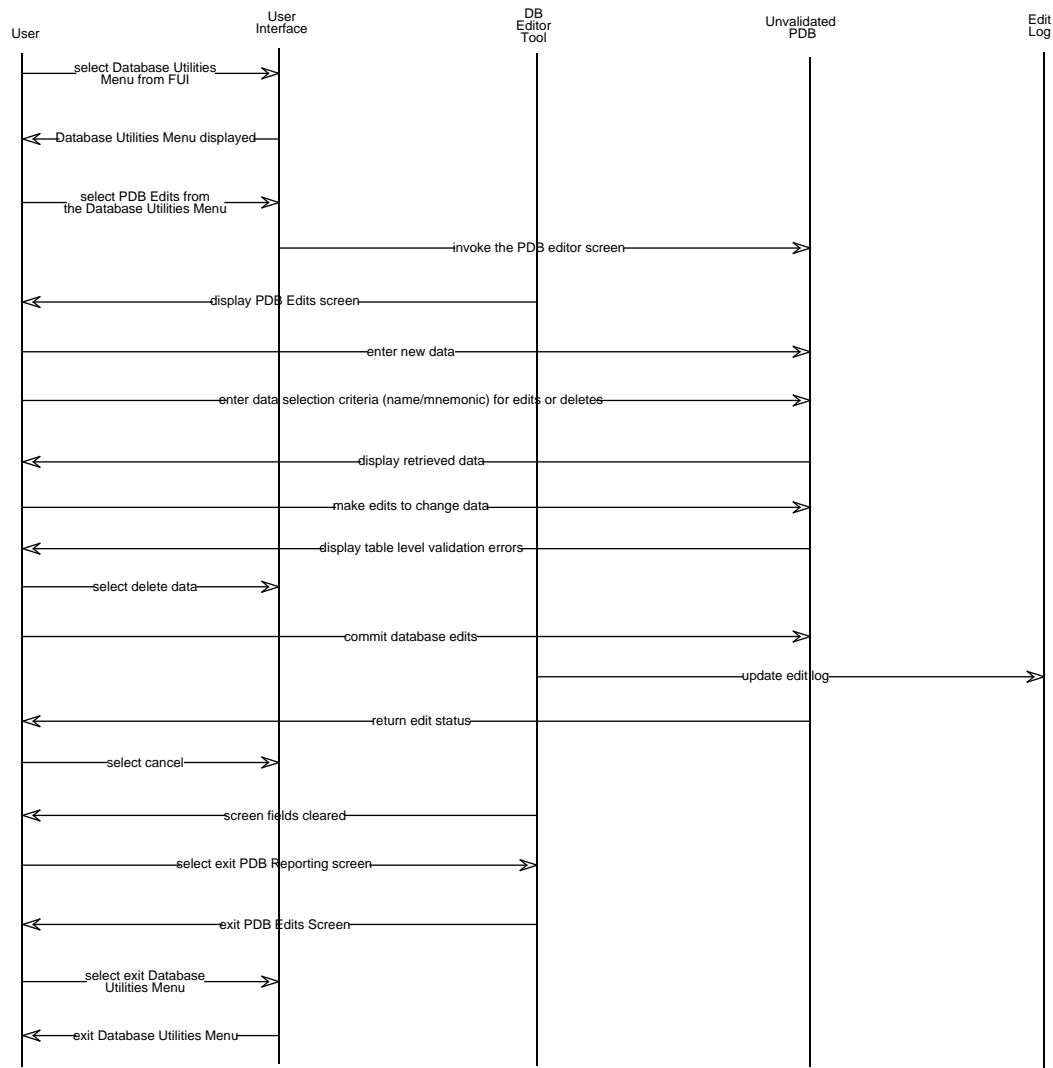 User
User
Interface
DB
Editor
Tool
Unvalidated
PDB
Edit
Log
select Database Utilities
Menu from FUI
Database Utilities Menu displayed
select PDB Edits from
the Database Utilities Menu
invoke the PDB editor screen
display PDB Edits screen
enter new data
enter data selection criteria (name/mnemonic) for edits or deletes
display retrieved data
make edits to change data
display table level validation errors
select delete data
commit database edits
update edit log
return edit status
select cancel
screen fields cleared
select exit PDB Reporting screen
exit PDB Edits Screen
select exit Database
Utilities Menu
exit Database Utilities Menu